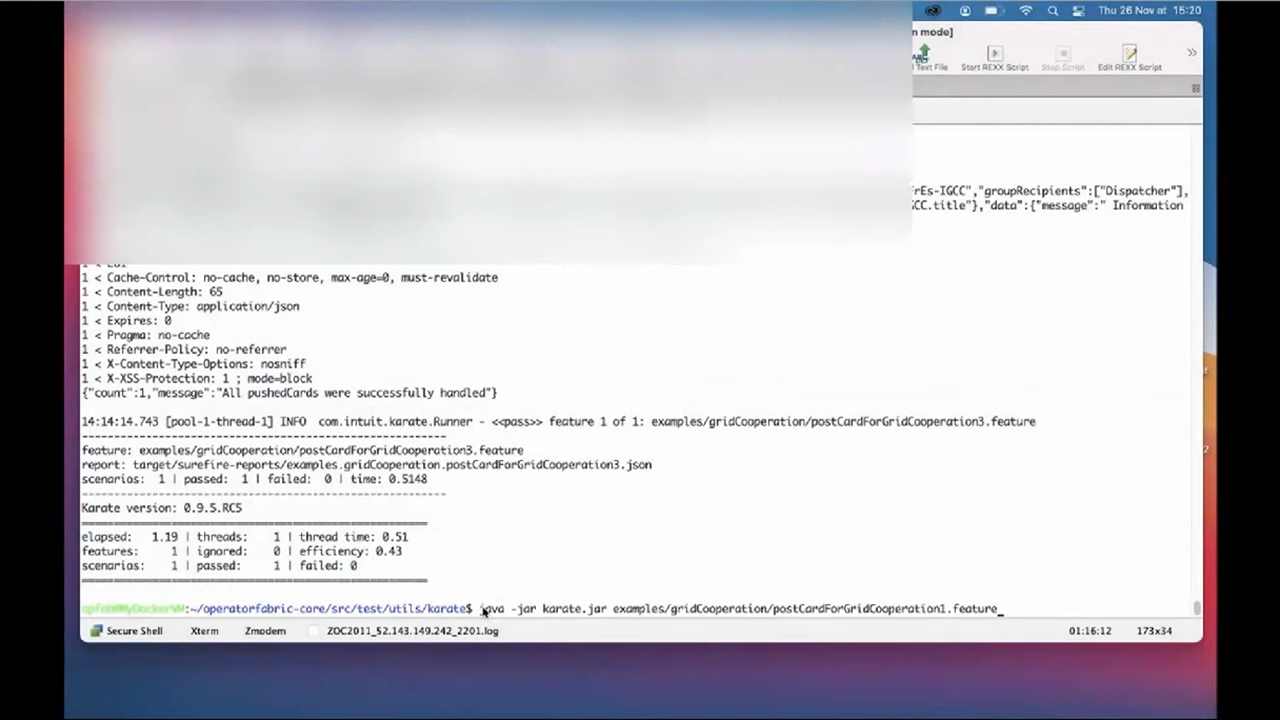 Thu 26 Nov at 15:20
n mode]
Text File Start REXX Script Stop Script Edit REXX Script
rEs-IGCC","groupRecipients":["Dispatcher"],
CC.title"},"data":{"message":" Information
1 < Cache-Control: no-cache, no-store, max-age=0, must-revalidate
1 < Content-Length: 65
1 < Content-Type: application/json
1 < Expires: 0
1 < Pragma: no-cache
1 < Referrer-Policy: no-referrer
1 < X-Content-Type-Options: nosniff
1 < X-XSS-Protection: 1 ; mode=block
{"count":1,"message":"All pushedCards were successfully handled"}
14:14:14.743 [pool-1-thread-1] INFO com.intuit.karate.Runner - <<pass>> feature 1 of 1: examples/gridCooperation/postCardForGridCooperation3.feature
---------------------------------------------------------
feature: examples/gridCooperation/postCardForGridCooperation3.feature
report: target/surefire-reports/examples.gridCooperation.postCardForGridCooperation3.json
scenarios: 1 | passed: 1 | failed: 0 | time: 0.5148
---------------------------------------------------------
Karate version: 0.9.5.RC5
======================================================
elapsed: 1.19 | threads: 1 | thread time: 0.51
features: 1 | ignored: 0 | efficiency: 0.43
scenarios: 1 | passed: 1 | failed: 0
======================================================
:~/operatorfabric-core/src/test/utils/karate$ java -jar karate.jar examples/gridCooperation/postCardForGridCooperation1.feature_
Secure Shell Xterm Zmodem ZOC2011_52.143.149.242_2201.log 01:16:12 173x34